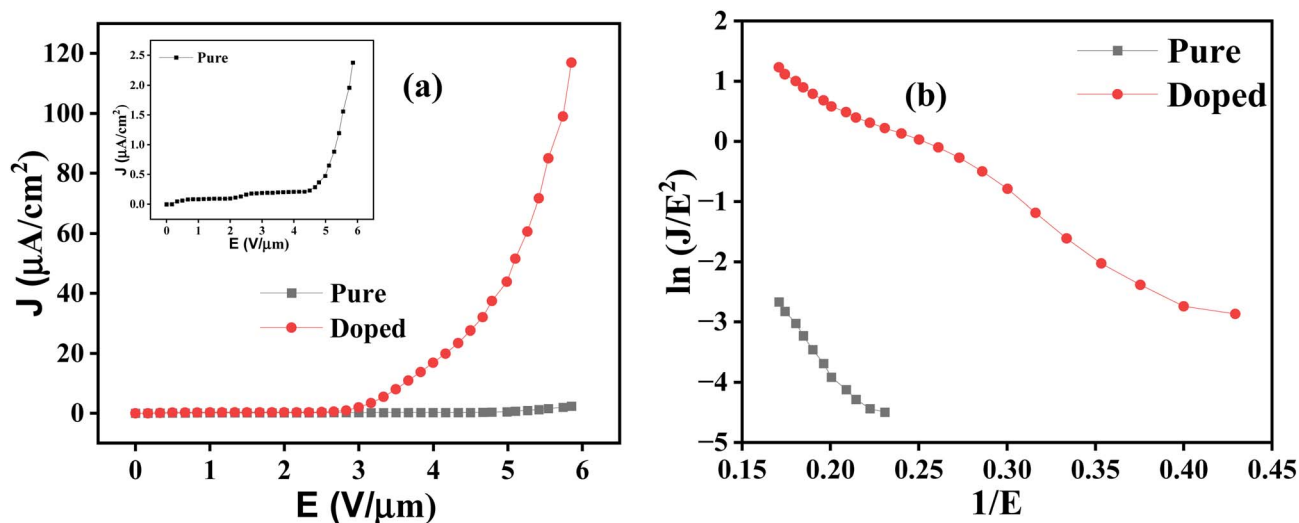 (a)
J (μA/cm²)
120
100
80
60
40
20
0
0 1 2 3 4 5 6
E (V/μm)
Pure
Doped
Pure
J (μA/cm²)
2.5
2.0
1.5
1.0
0.5
0.0
0 1 2 3 4 5 6
E (V/μm)
(b)
ln (J/E²)
2
1
0
−1
−2
−3
−4
−5
0.15 0.20 0.25 0.30 0.35 0.40 0.45
1/E
Pure
Doped